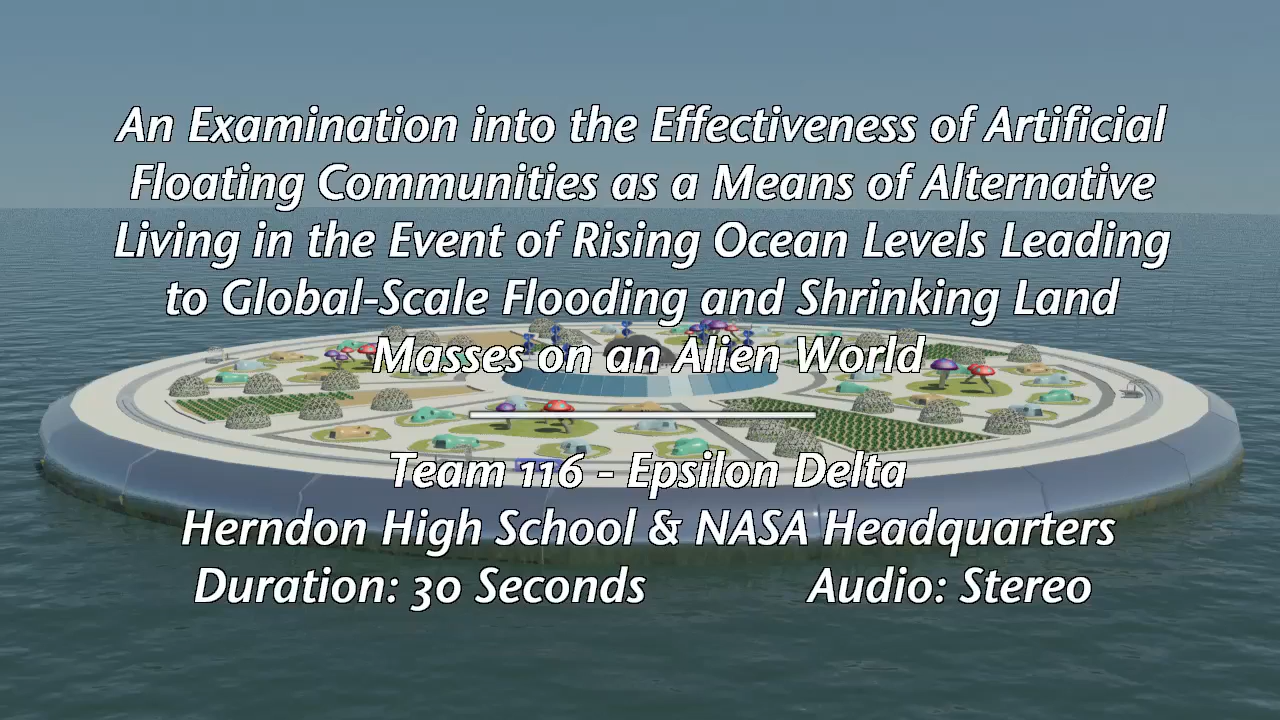 An Examination into the Effectiveness of Artificial
Floating Communities as a Means of Alternative
Living in the Event of Rising Ocean Levels Leading
to Global-Scale Flooding and Shrinking Land
Masses on an Alien World
Team 116 - Epsilon Delta
Herndon High School & NASA Headquarters
Duration: 30 Seconds Audio: Stereo